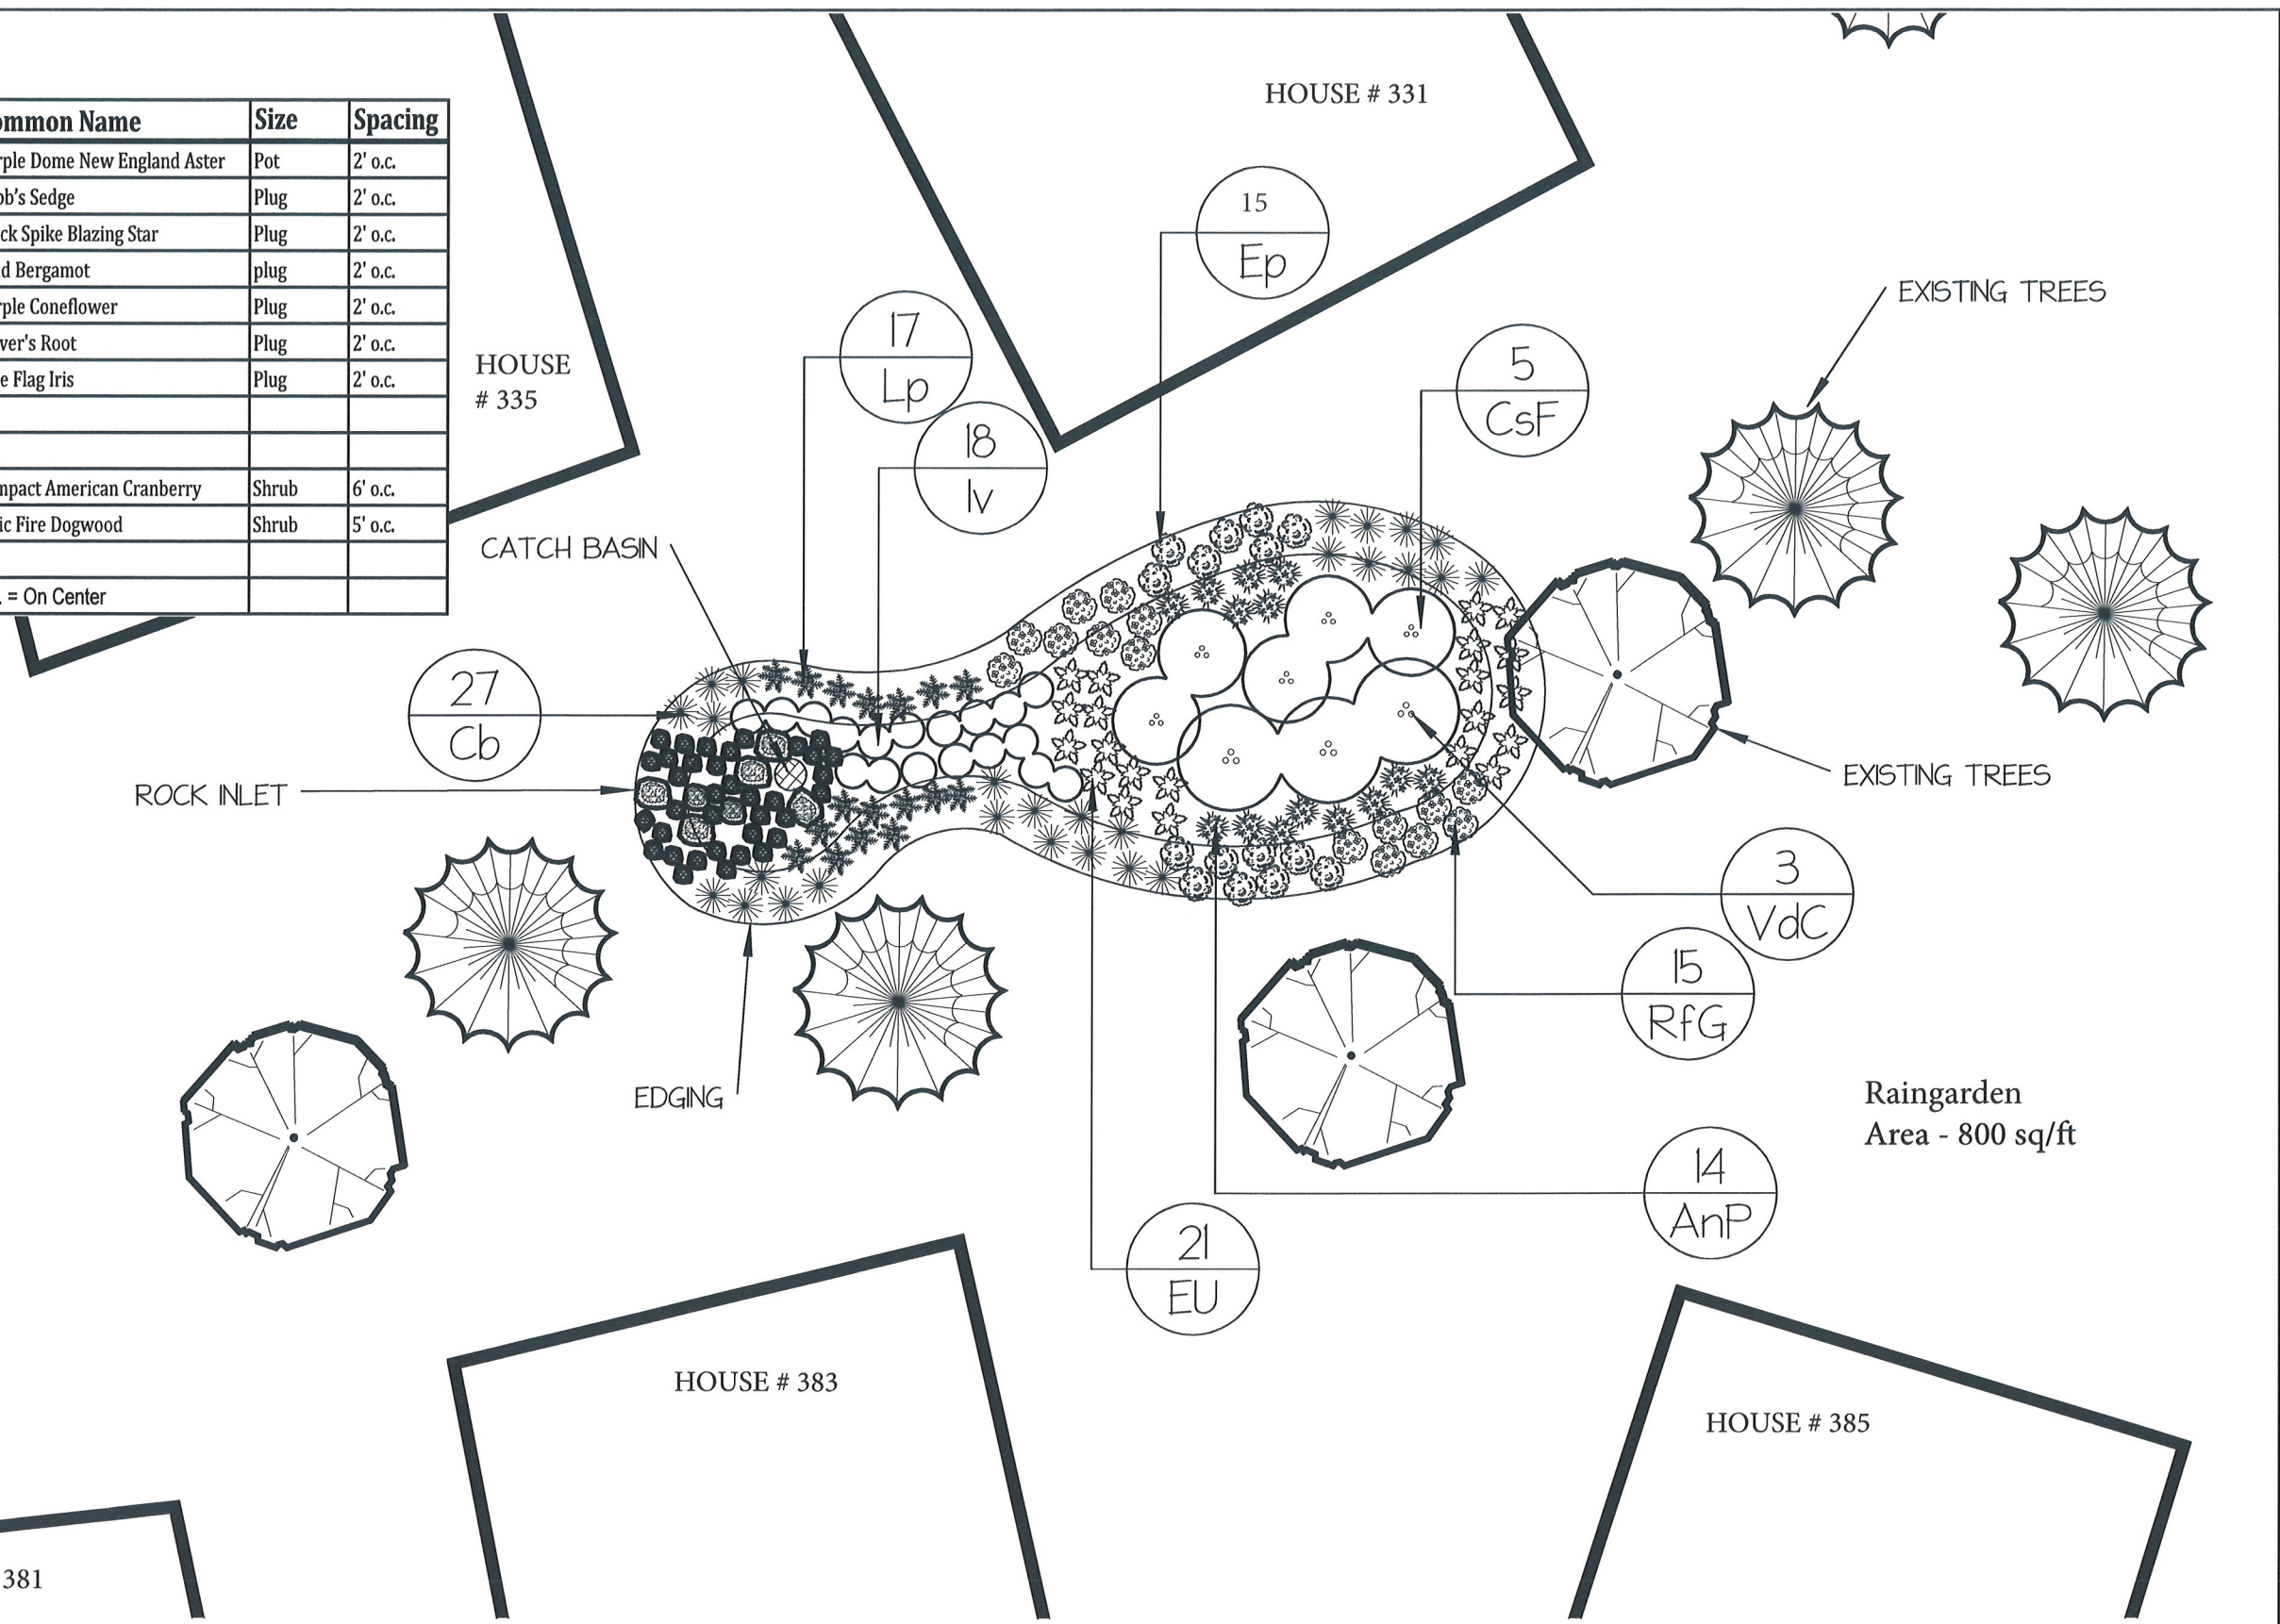 HOUSE # 331
ommon Name Size Spacing
rple Dome New England Aster Pot 2' o.c.
bb's Sedge Plug 2' o.c.
ck Spike Blazing Star Plug 2' o.c.
d Bergamot plug 2' o.c.
rple Coneflower Plug 2' o.c.
ver's Root Plug 2' o.c.
e Flag Iris Plug 2' o.c.
mpact American Cranberry Shrub 6' o.c.
ic Fire Dogwood Shrub 5' o.c.
. = On Center
HOUSE
# 335
15
Ep
EXISTING TREES
17
Lp
5
CsF
18
Iv
CATCH BASIN
27
Cb
ROCK INLET
EXISTING TREES
3
VdC
15
RfG
EDGING
Raingarden
Area - 800 sq/ft
14
AnP
21
EU
HOUSE # 383
HOUSE # 385
381